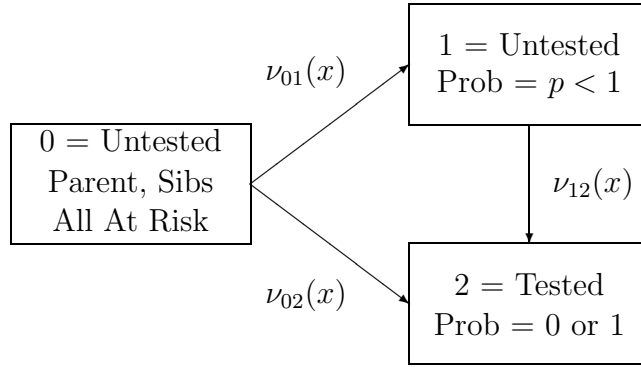 0 = Untested
Parent, Sibs
All At Risk
ν₀₁(x)
1 = Untested
Prob = p < 1
ν₁₂(x)
ν₀₂(x)
2 = Tested
Prob = 0 or 1